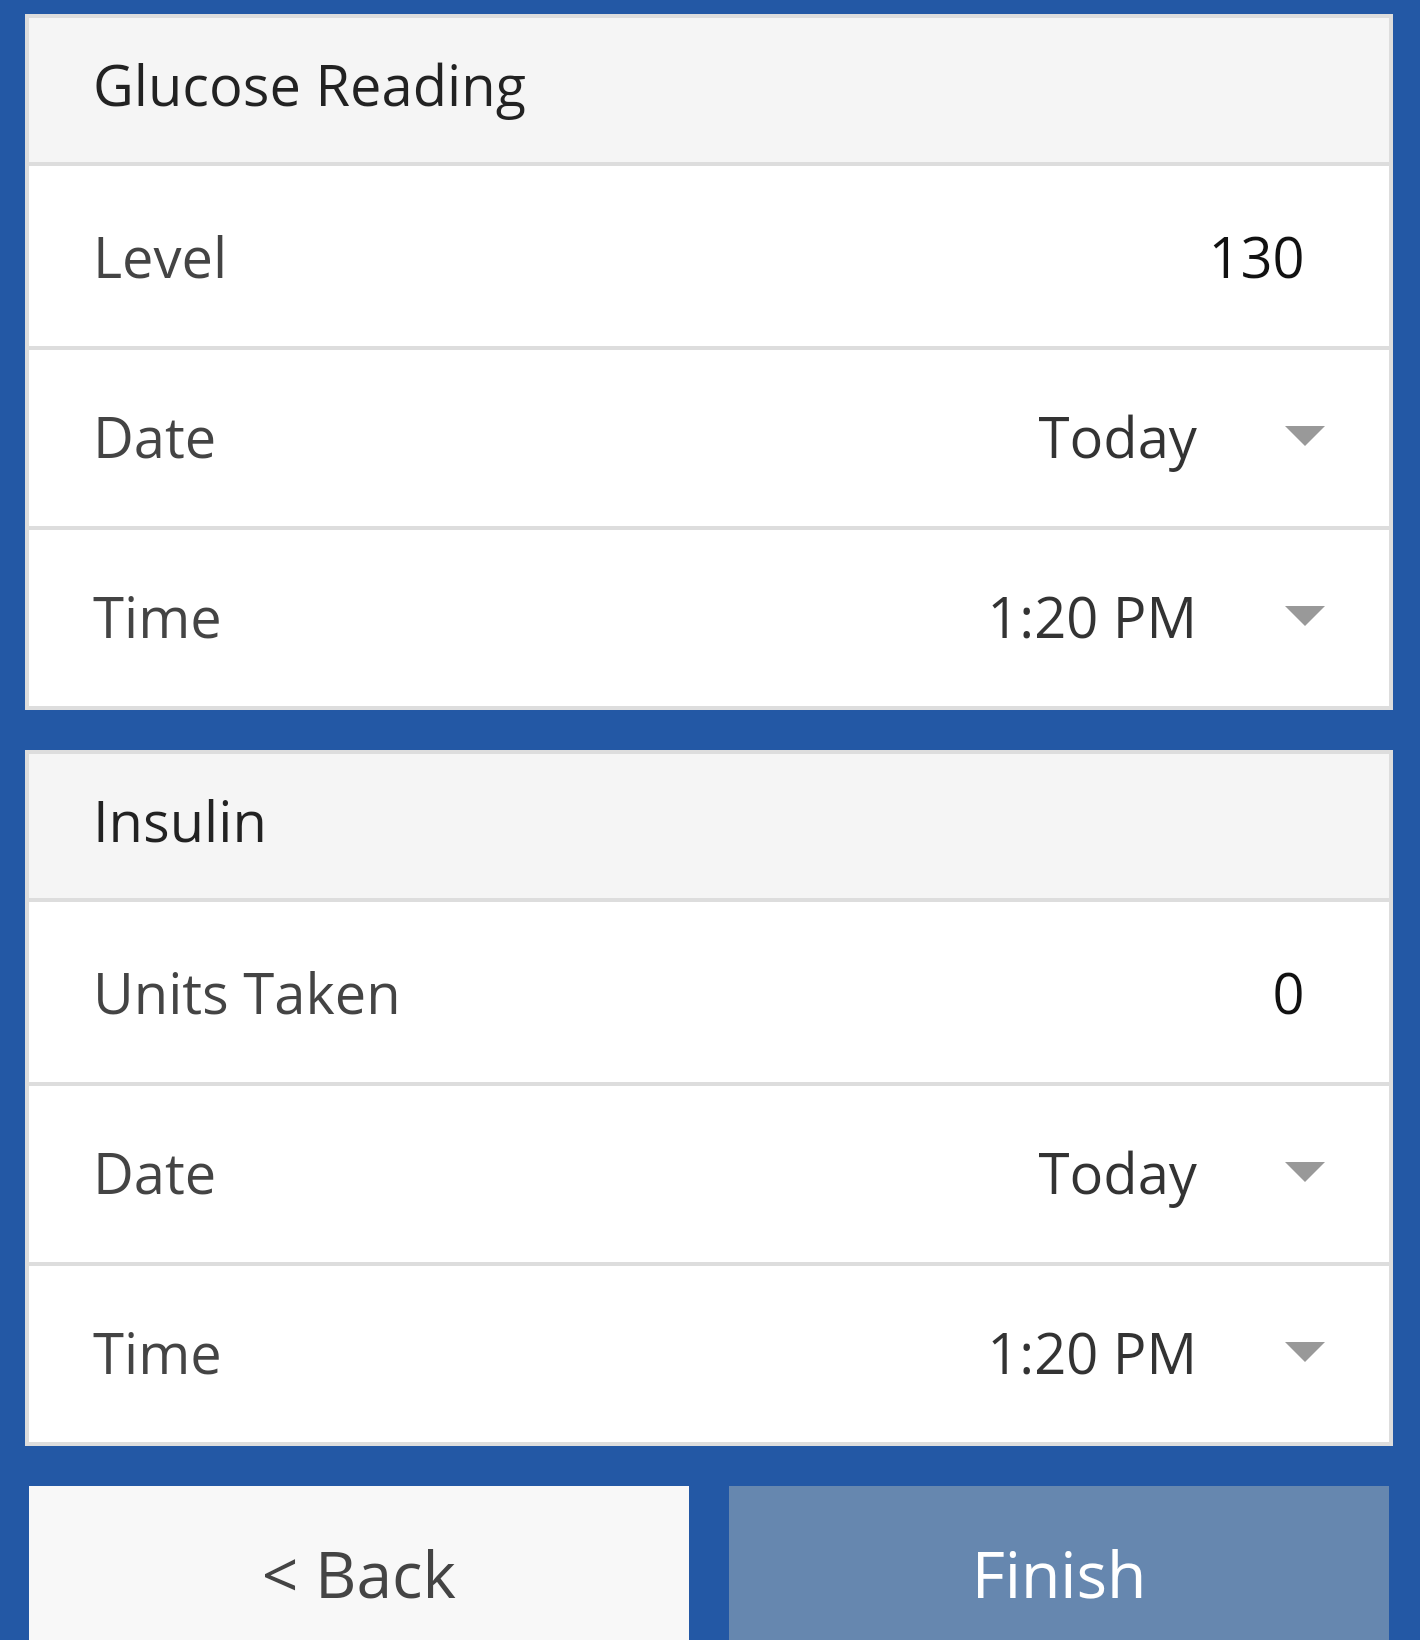 Glucose Reading
Level 130
Date Today
Time 1:20 PM
Insulin
Units Taken 0
Date Today
Time 1:20 PM
< Back Finish